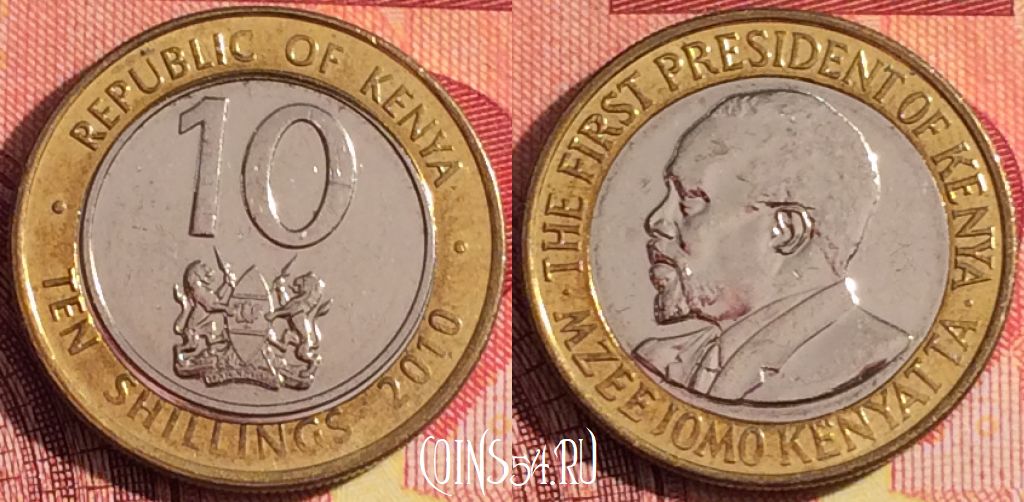 REPUBLIC OF KENYA
10
TEN SHILLINGS 2010
THE FIRST PRESIDENT OF KENYA
MZEE JOMO KENYATTA
COINS54.RU